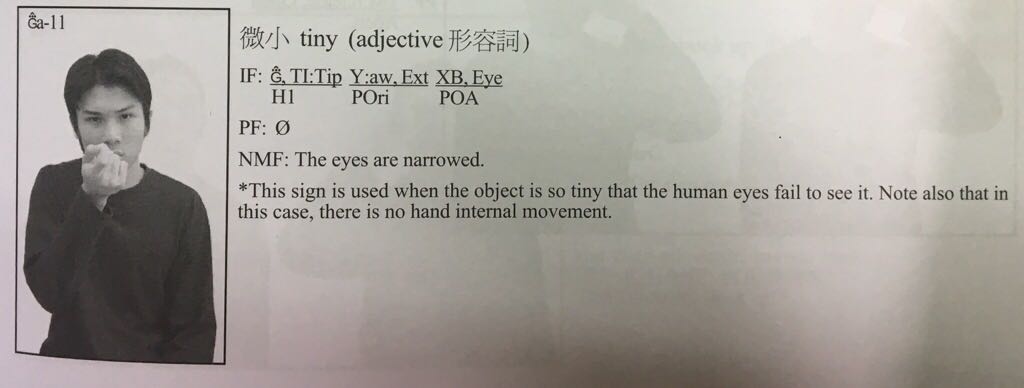 Ĝ̊a-11
微小 tiny (adjective 形容詞)
IF: Ĝ̊, TI:Tip Y:aw, Ext XB, Eye
H1 POri POA
PF: Ø
NMF: The eyes are narrowed.
*This sign is used when the object is so tiny that the human eyes fail to see it. Note also that in
this case, there is no hand internal movement.